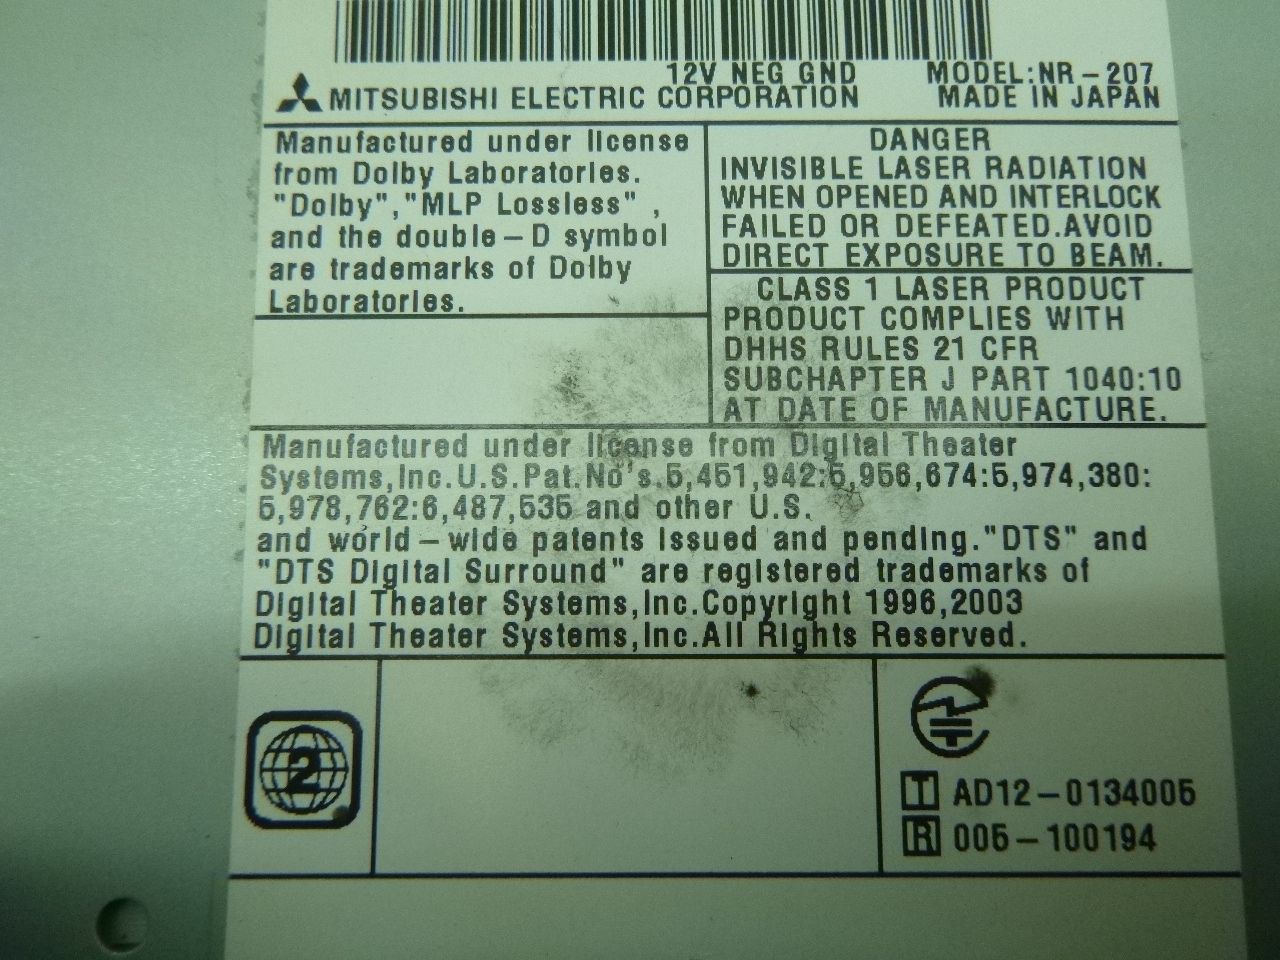 12V NEG GND MODEL:NR-207
MITSUBISHI ELECTRIC CORPORATION MADE IN JAPAN
Manufactured under license
from Dolby Laboratories.
"Dolby","MLP Lossless" ,
and the double-D symbol
are trademarks of Dolby
Laboratories.
DANGER
INVISIBLE LASER RADIATION
WHEN OPENED AND INTERLOCK
FAILED OR DEFEATED.AVOID
DIRECT EXPOSURE TO BEAM.
CLASS 1 LASER PRODUCT
PRODUCT COMPLIES WITH
DHHS RULES 21 CFR
SUBCHAPTER J PART 1040:10
AT DATE OF MANUFACTURE.
Manufactured under license from Digital Theater
Systems,Inc.U.S.Pat.No's.5,451,942:5,956,674:5,974,380:
5,978,762:6,487,535 and other U.S.
and world-wide patents issued and pending."DTS" and
"DTS Digital Surround" are registered trademarks of
Digital Theater Systems,Inc.Copyright 1996,2003
Digital Theater Systems,Inc.All Rights Reserved.
2
T AD12-0134005
R 005-100194